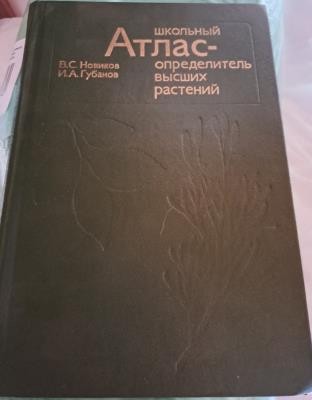 школьный
Атлас-
определитель
высших
растений
В.С. Новиков
И.А. Губанов